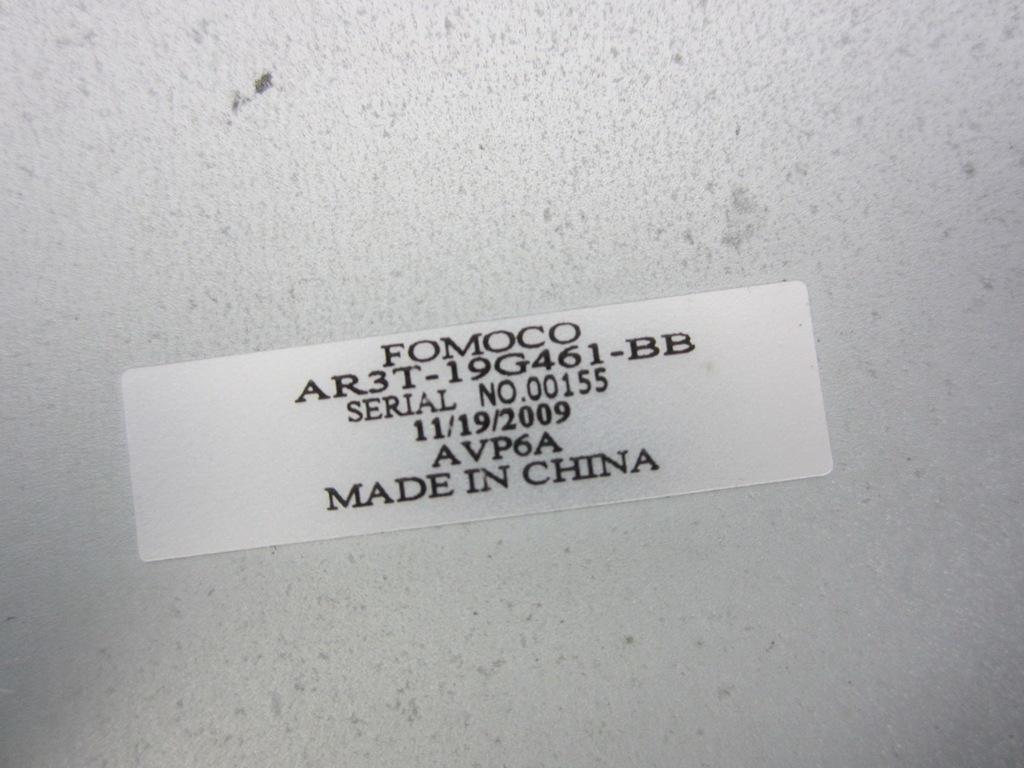 FOMOCO
AR3T-19G461-BB
SERIAL NO.00155
11/19/2009
AVP6A
MADE IN CHINA